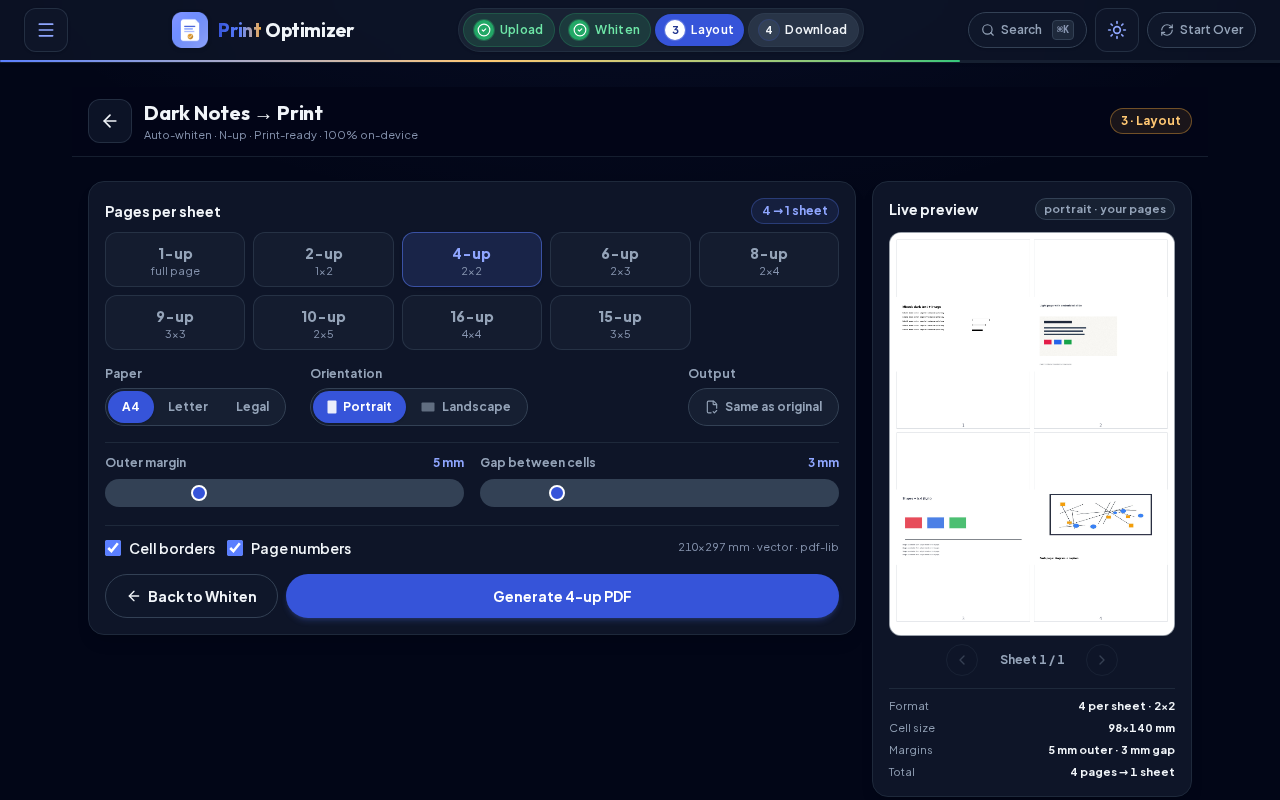 Print Optimizer
Upload
Whiten
3 Layout
4 Download
Search ⌘K
Start Over
Dark Notes → Print
Auto-whiten · N-up · Print-ready · 100% on-device
3 · Layout
Pages per sheet
4 → 1 sheet
1-up
full page
2-up
1×2
4-up
2×2
6-up
2×3
8-up
2×4
9-up
3×3
10-up
2×5
16-up
4×4
15-up
3×5
Paper
A4 Letter Legal
Orientation
Portrait Landscape
Output
Same as original
Outer margin 5 mm
Gap between cells 3 mm
Cell borders
Page numbers
210×297 mm · vector · pdf-lib
Back to Whiten
Generate 4-up PDF
Live preview
portrait · your pages
1
2
Sheet 1 / 1
Format 4 per sheet · 2×2
Cell size 98×140 mm
Margins 5 mm outer · 3 mm gap
Total 4 pages → 1 sheet